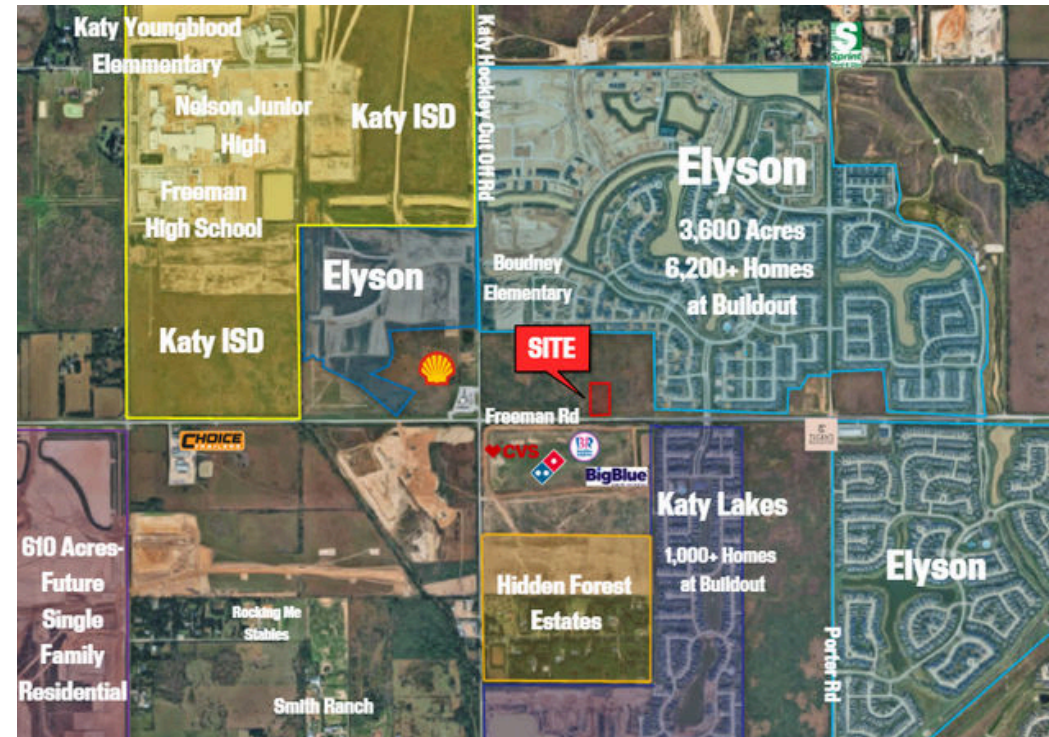 Katy Youngblood
Elemmentary
Nelson Junior
High
Katy ISD
Freeman
High School
Katy ISD
Katy Hockley Cut Off Rd
Sprint
Elyson
3,600 Acres
6,200+ Homes
at Buildout
Elyson
Boudney
Elementary
SITE
Freeman Rd
CHOICE
CVS
BR
BigBlue
Katy Lakes
1,000+ Homes
at Buildout
610 Acres-
Future
Single
Family
Residential
Hidden Forest
Estates
Rocking Me
Stables
Smith Ranch
Porter Rd
Elyson